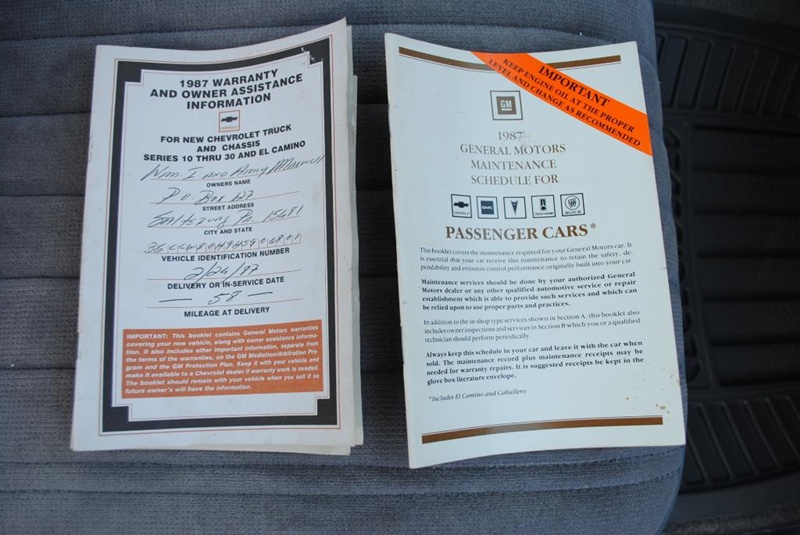 1987 WARRANTY
AND OWNER ASSISTANCE
INFORMATION
FOR NEW CHEVROLET TRUCK
AND CHASSIS
SERIES 10 THRU 30 AND EL CAMINO
Wm I AND Amy Maxwell
OWNERS NAME
P.O. Box 127
STREET ADDRESS
Saltsburg Pa. 15681
CITY AND STATE
VEHICLE IDENTIFICATION NUMBER
2/26/87
DELIVERY OR IN-SERVICE DATE
— 58 —
MILEAGE AT DELIVERY
IMPORTANT: This booklet contains General Motors warranties
covering your new vehicle, along with owner assistance informa-
tion. It also includes other important information, separate from
the terms of the warranties, on the GM Mediation/Arbitration Pro-
gram and the GM Protection Plan. Keep it with your vehicle and
make it available to a Chevrolet dealer if warranty work is needed.
The booklet should remain with your vehicle when you sell it so
future owner's will have the information.
IMPORTANT
KEEP ENGINE OIL AT THE PROPER
LEVEL AND CHANGE AS RECOMMENDED
GM
1987
GENERAL MOTORS
MAINTENANCE
SCHEDULE FOR
PASSENGER CARS*
This booklet covers the maintenance required for your General Motors car. It
is essential that your car receive this maintenance to retain the safety, de-
pendability and emission control performance originally built into your car.
Maintenance services should be done by your authorized General
Motors dealer or any other qualified automotive service or repair
establishment which is able to provide such services and which can
be relied upon to use proper parts and practices.
In addition to the in-shop type services shown in Section A, this booklet also
includes owner inspections and services in Section B which you or a qualified
technician should perform periodically.
Always keep this schedule in your car and leave it with the car when
sold. The maintenance record plus maintenance receipts may be
needed for warranty repairs. It is suggested receipts be kept in the
glove box literature envelope.
*Includes El Camino and Caballero